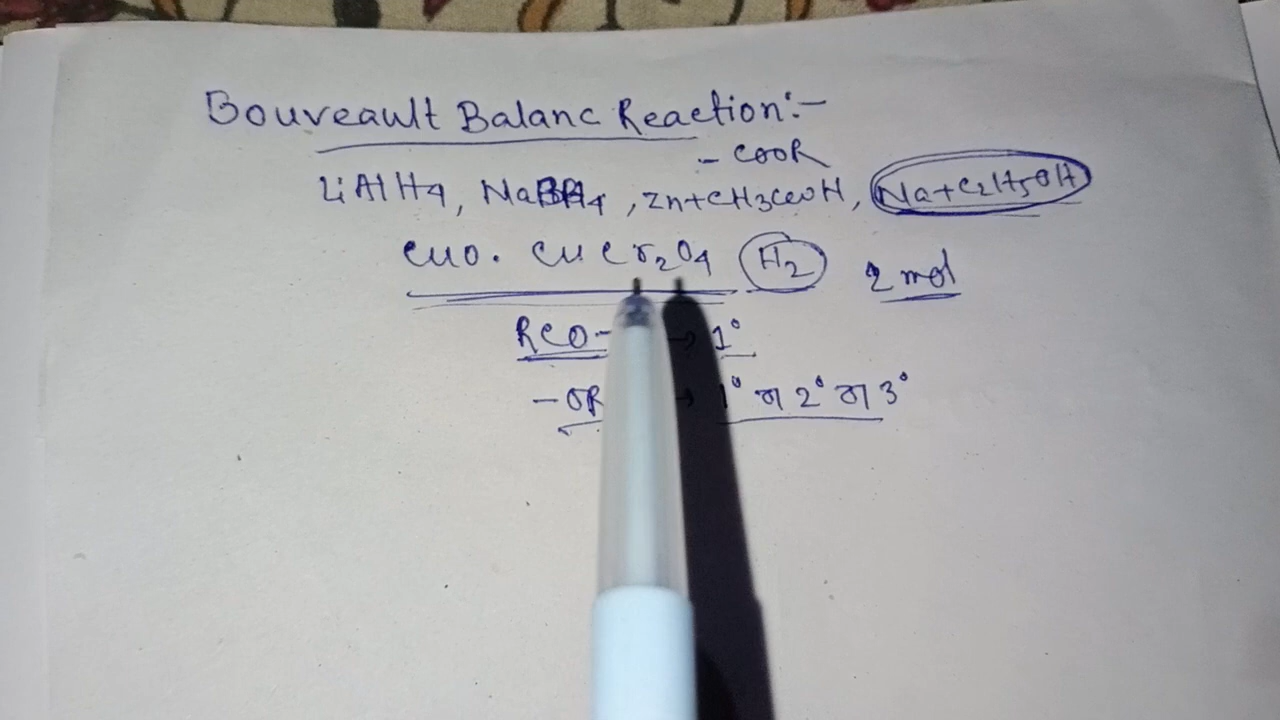 Bouveault Balanc Reaction:-
- COOR
LiAlH4, NaBH4, Zn+CH3COOH, Na+C2H5OH
CuO. CuCr2O4 H2 2 mol
RCO- → 1°
-OR → 1° या 2° या 3°